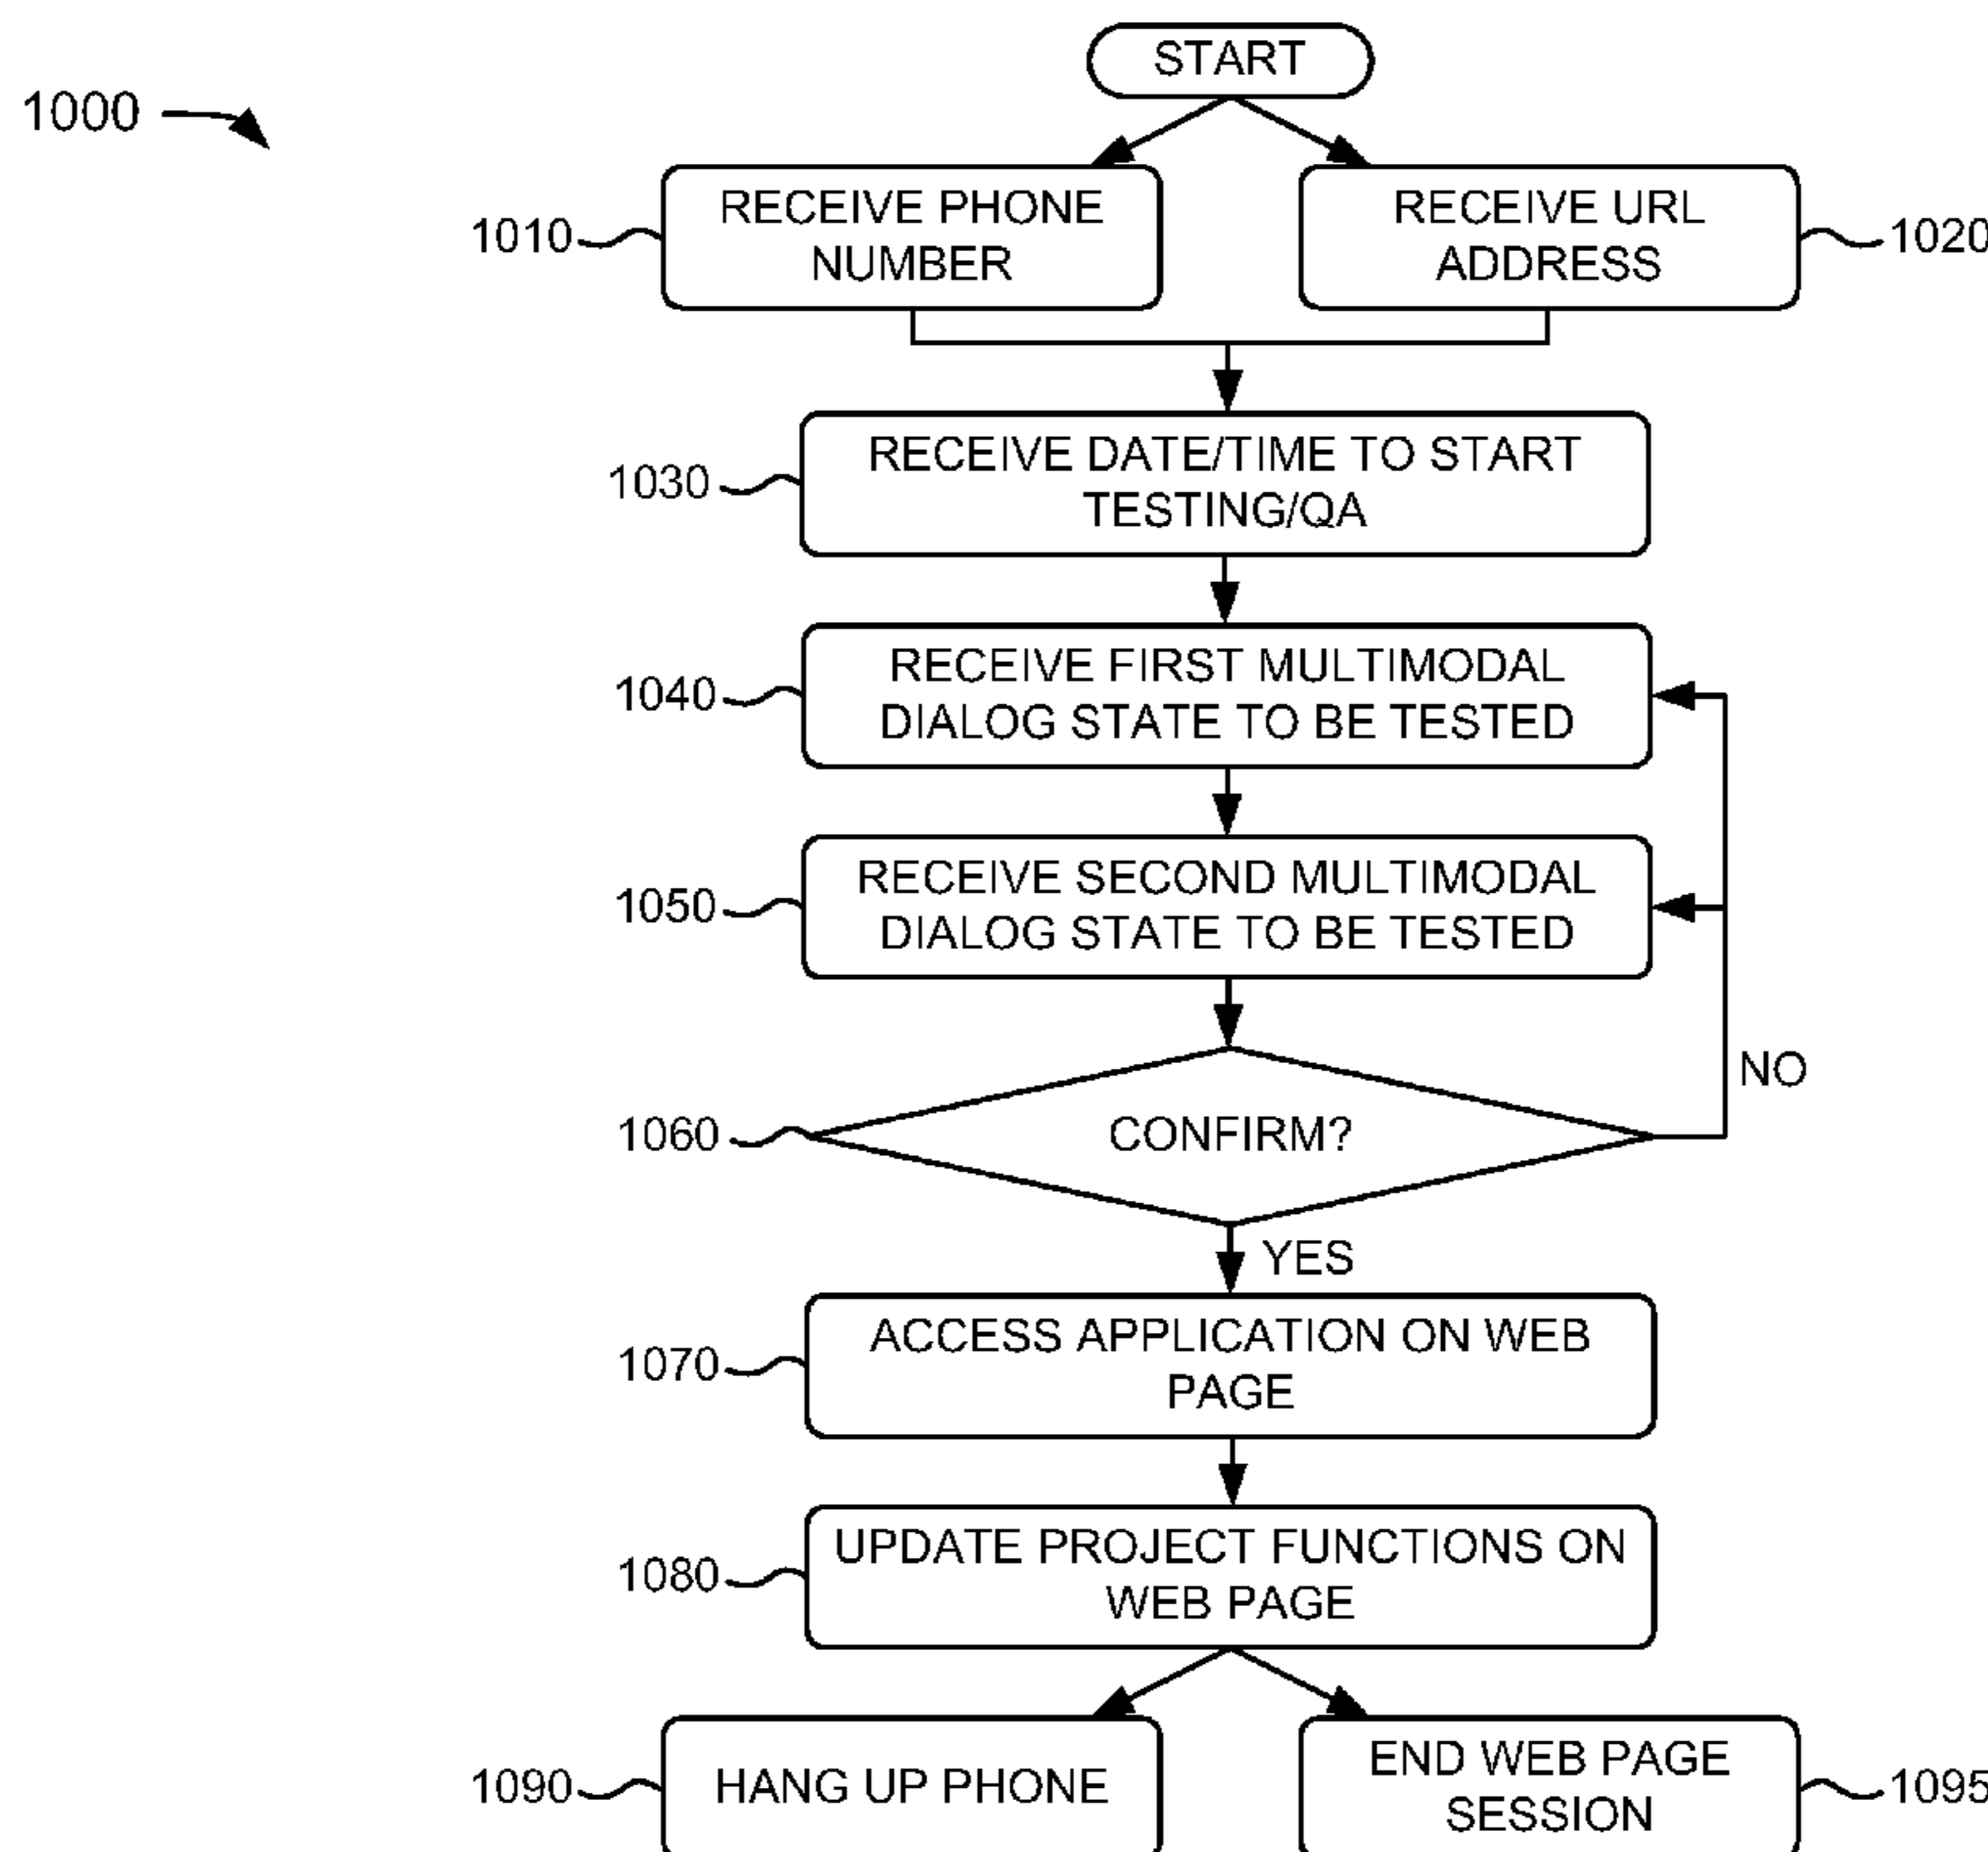 START
1000
RECEIVE PHONE
NUMBER
1010
RECEIVE URL
ADDRESS
1020
RECEIVE DATE/TIME TO START
TESTING/QA
1030
RECEIVE FIRST MULTIMODAL
DIALOG STATE TO BE TESTED
1040
RECEIVE SECOND MULTIMODAL
DIALOG STATE TO BE TESTED
1050
NO
CONFIRM?
1060
YES
ACCESS APPLICATION ON WEB
PAGE
1070
UPDATE PROJECT FUNCTIONS ON
WEB PAGE
1080
HANG UP PHONE
1090
END WEB PAGE
SESSION
1095